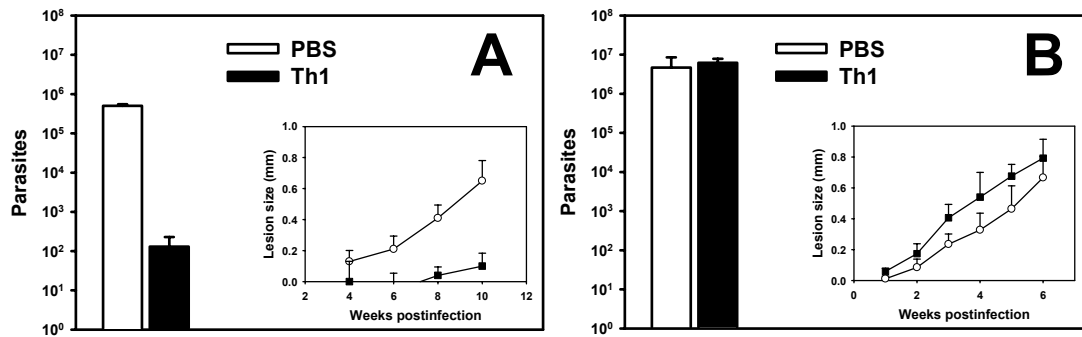 A
PBS
Th1
Parasites
10⁸
10⁷
10⁶
10⁵
10⁴
10³
10²
10¹
10⁰
Lesion size (mm)
1.0
0.8
0.6
0.4
0.2
0.0
2 4 6 8 10 12
Weeks postinfection
B
PBS
Th1
Parasites
10⁸
10⁷
10⁶
10⁵
10⁴
10³
10²
10¹
10⁰
Lesion size (mm)
1.0
0.8
0.6
0.4
0.2
0.0
0 2 4 6
Weeks postinfection